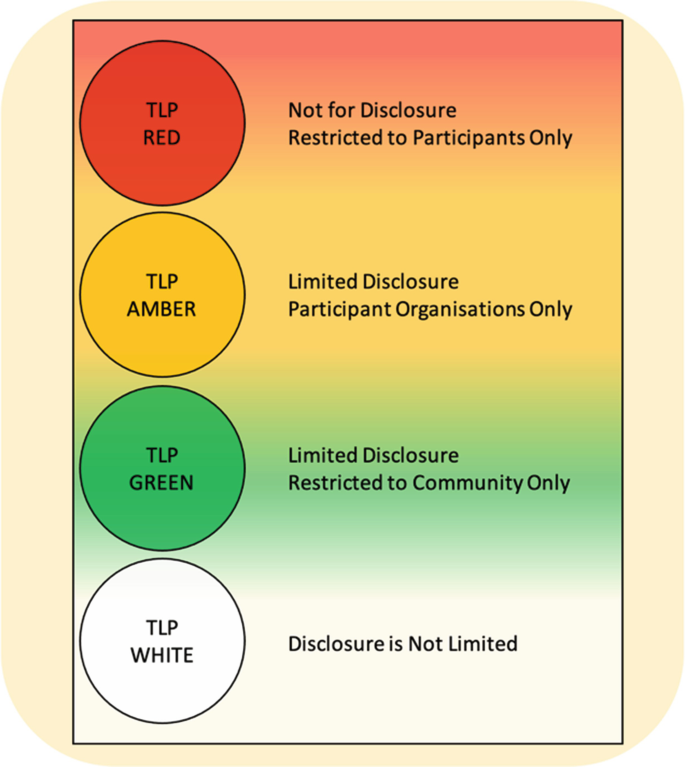 TLP
RED
Not for Disclosure
Restricted to Participants Only
TLP
AMBER
Limited Disclosure
Participant Organisations Only
TLP
GREEN
Limited Disclosure
Restricted to Community Only
TLP
WHITE
Disclosure is Not Limited